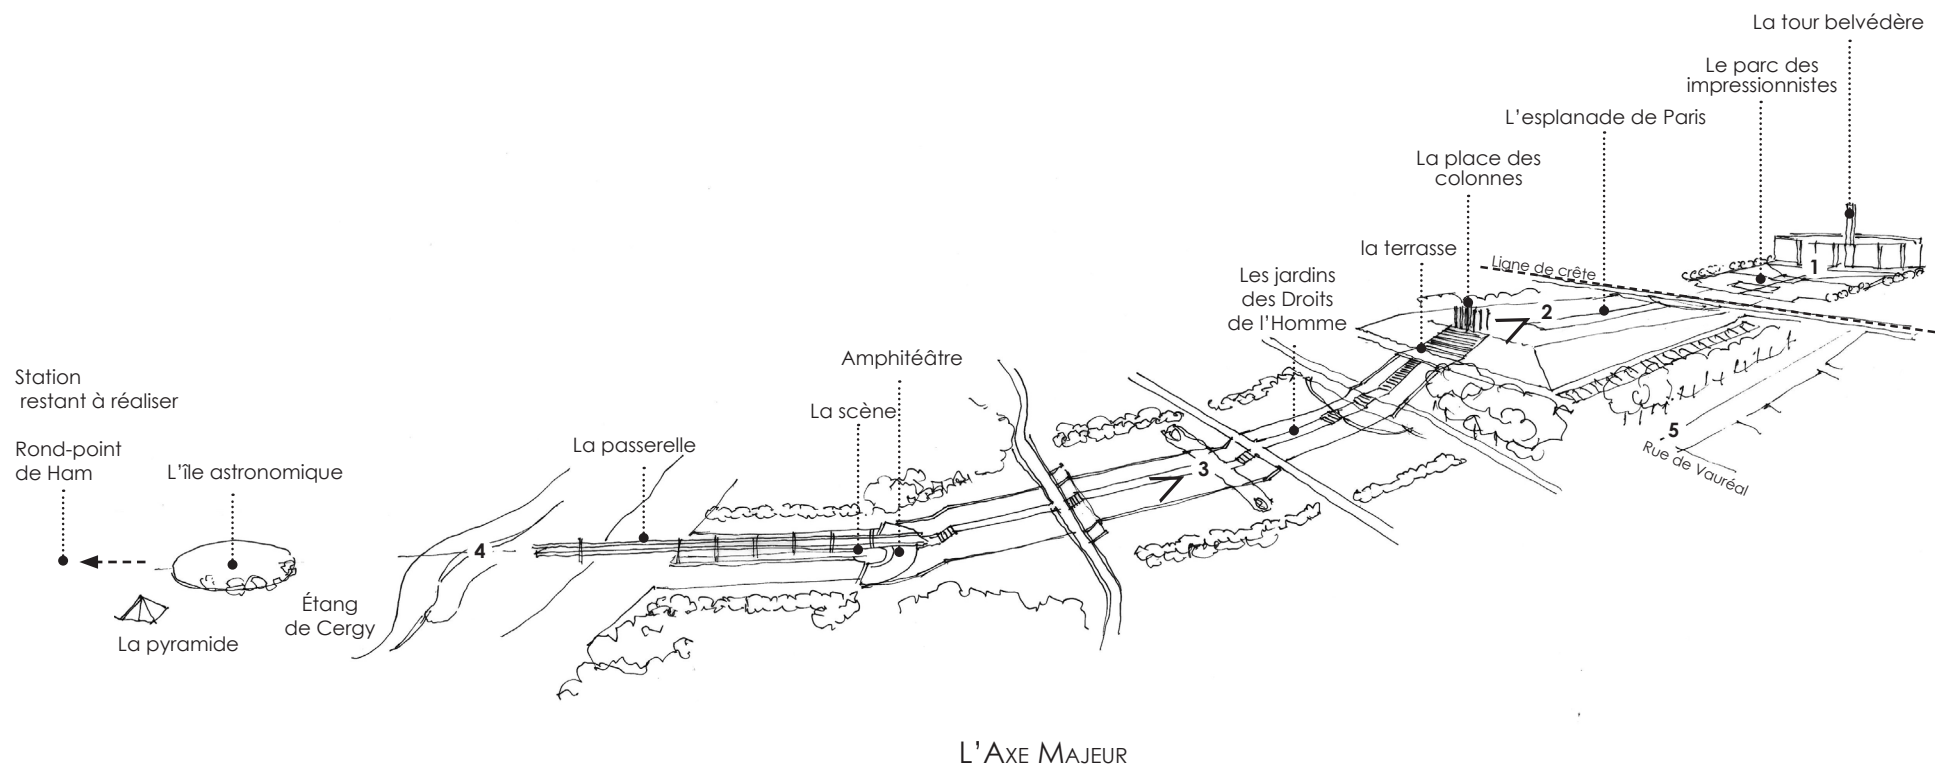 La tour belvédère
Le parc des
impressionnistes
L'esplanade de Paris
La place des
colonnes
la terrasse
Ligne de crête
1
Les jardins
des Droits
de l'Homme
2
Amphitéâtre
La scène
La passerelle
Station
restant à réaliser
Rond-point
de Ham
L'île astronomique
3
5
Rue de Vauréal
4
Étang
de Cergy
La pyramide
L'AXE MAJEUR